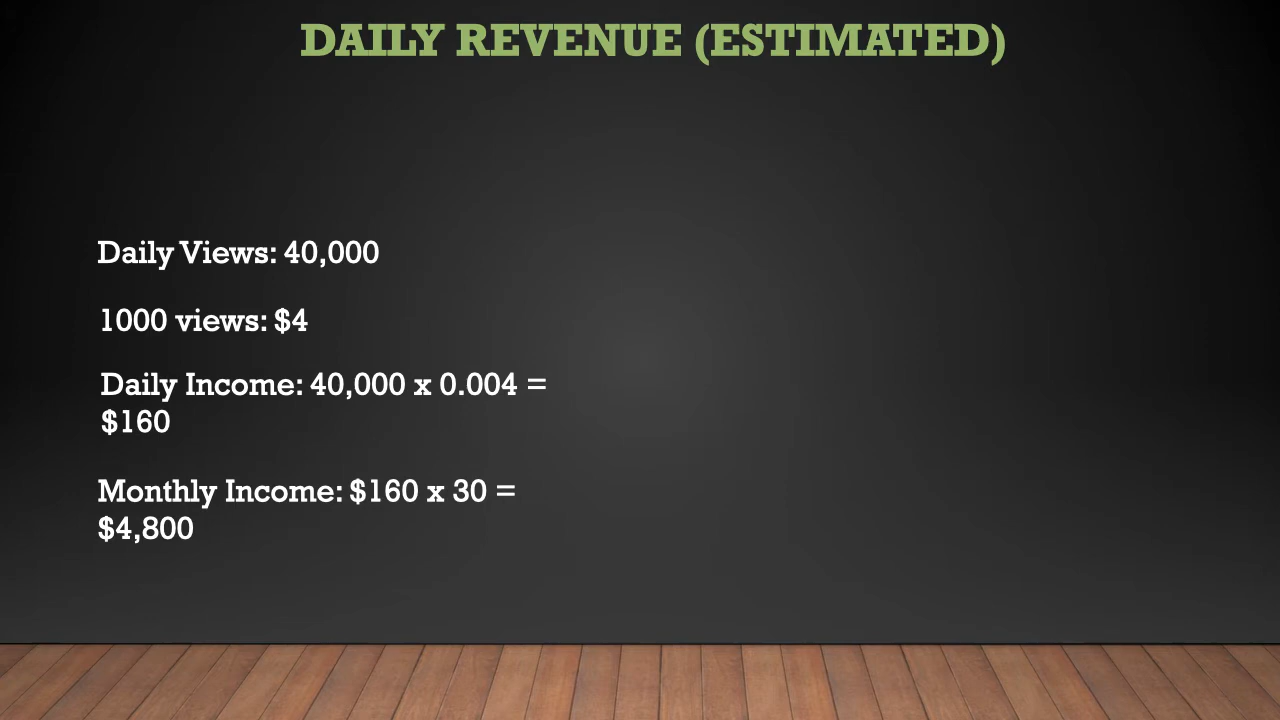 DAILY REVENUE (ESTIMATED)
Daily Views: 40,000
1000 views: $4
Daily Income: 40,000 x 0.004 =
$160
Monthly Income: $160 x 30 =
$4,800